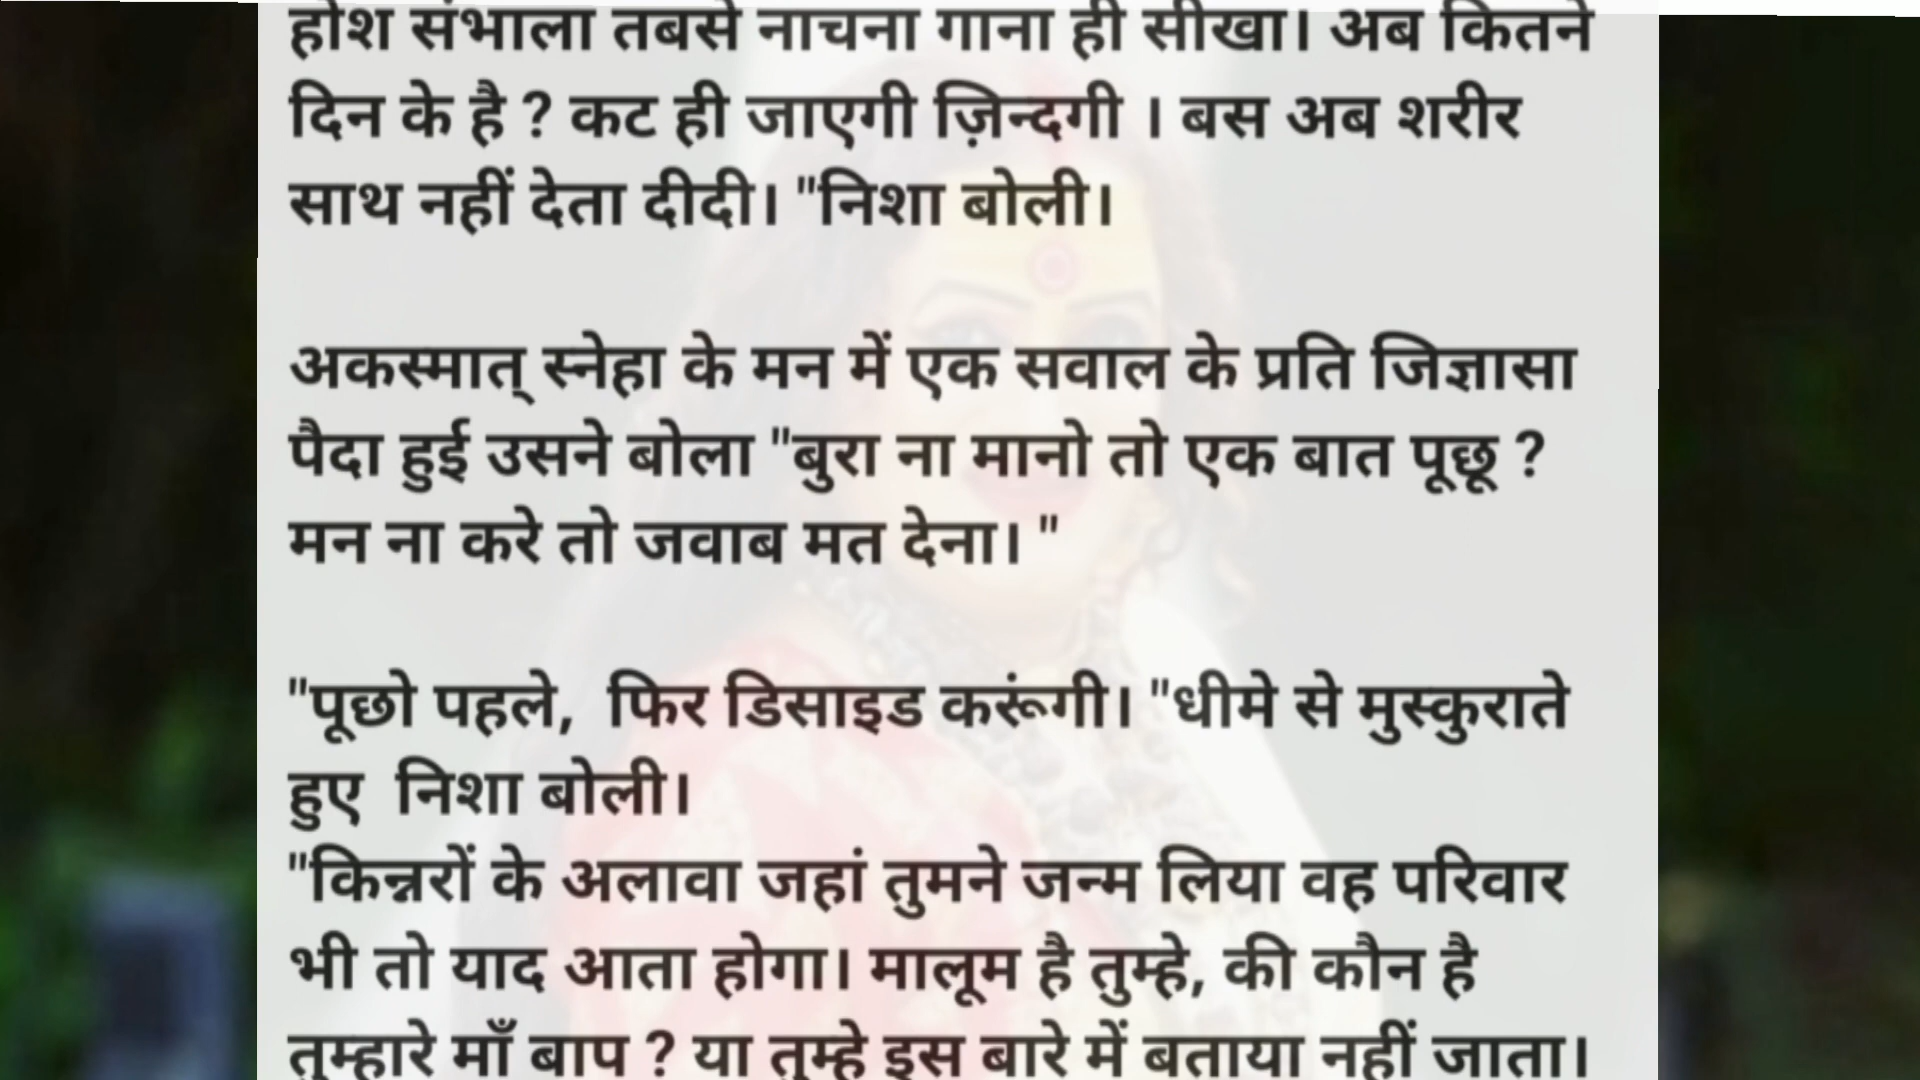 होश संभाला तबसे नाचना गाना ही सीखा। अब कितने
दिन के है ? कट ही जाएगी ज़िन्दगी । बस अब शरीर
साथ नहीं देता दीदी। "निशा बोली।
अकस्मात् स्नेहा के मन में एक सवाल के प्रति जिज्ञासा
पैदा हुई उसने बोला "बुरा ना मानो तो एक बात पूछू ?
मन ना करे तो जवाब मत देना। "
"पूछो पहले,  फिर डिसाइड करूंगी। "धीमे से मुस्कुराते
हुए  निशा बोली।
"किन्नरों के अलावा जहां तुमने जन्म लिया वह परिवार
भी तो याद आता होगा। मालूम है तुम्हे, की कौन है
तुम्हारे माँ बाप ? या तुम्हे इस बारे में बताया नहीं जाता।